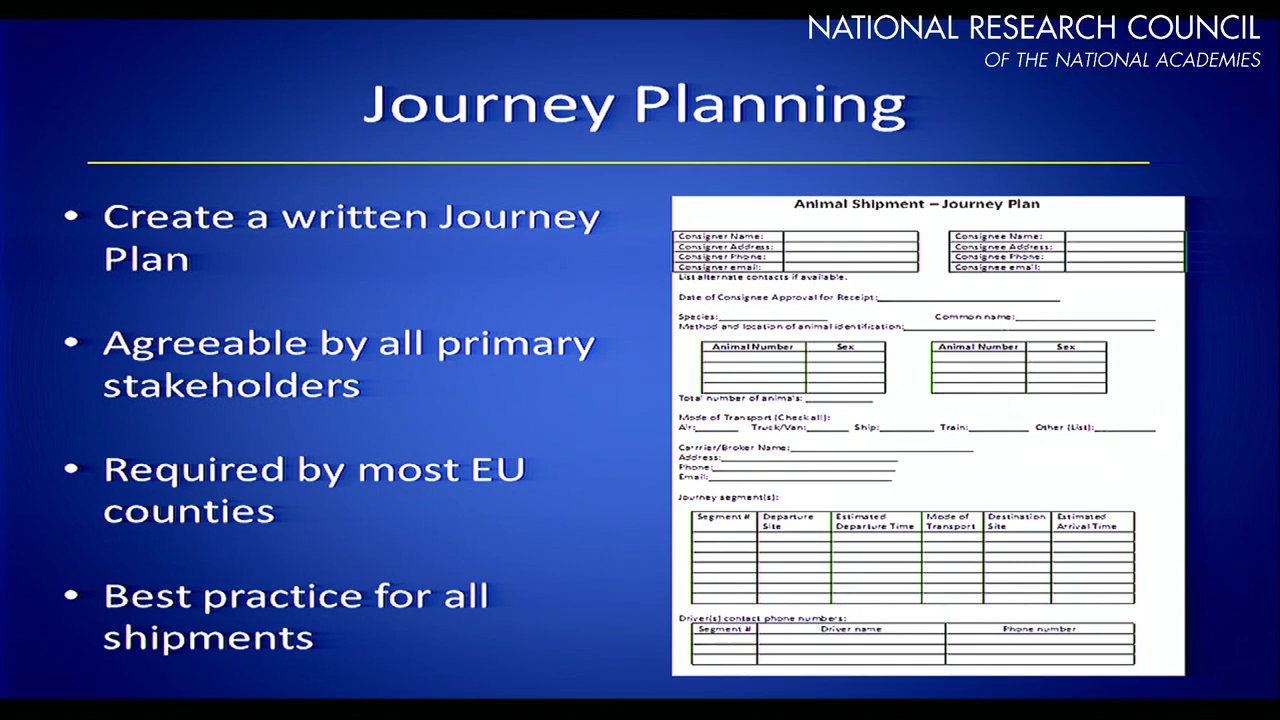 NATIONAL RESEARCH COUNCIL
OF THE NATIONAL ACADEMIES
Journey Planning
• Create a written Journey
Plan
• Agreeable by all primary
stakeholders
• Required by most EU
counties
• Best practice for all
shipments
Animal Shipment – Journey Plan
Consigner Name:
Consigner Address:
Consigner Phone:
Consigner email:
Consignee Name:
Consignee Address:
Consignee Phone:
Consignee email:
List alternate contacts if available.
Date of Consignee Approval for Receipt:
Species: Common name:
Method and location of animal identification:
Animal Number Sex Animal Number Sex
Total number of animals:
Mode of Transport (Check all):
Air: Truck/Van: Ship: Train: Other (List):
Carrrier/Broker Name:
Address:
Phone:
Email:
Journey segment(s):
Segment # Departure Site Estimated Departure Time Mode of Transport Destination Site Estimated Arrival Time
Driver(s) contact phone numbers:
Segment # Driver name Phone number